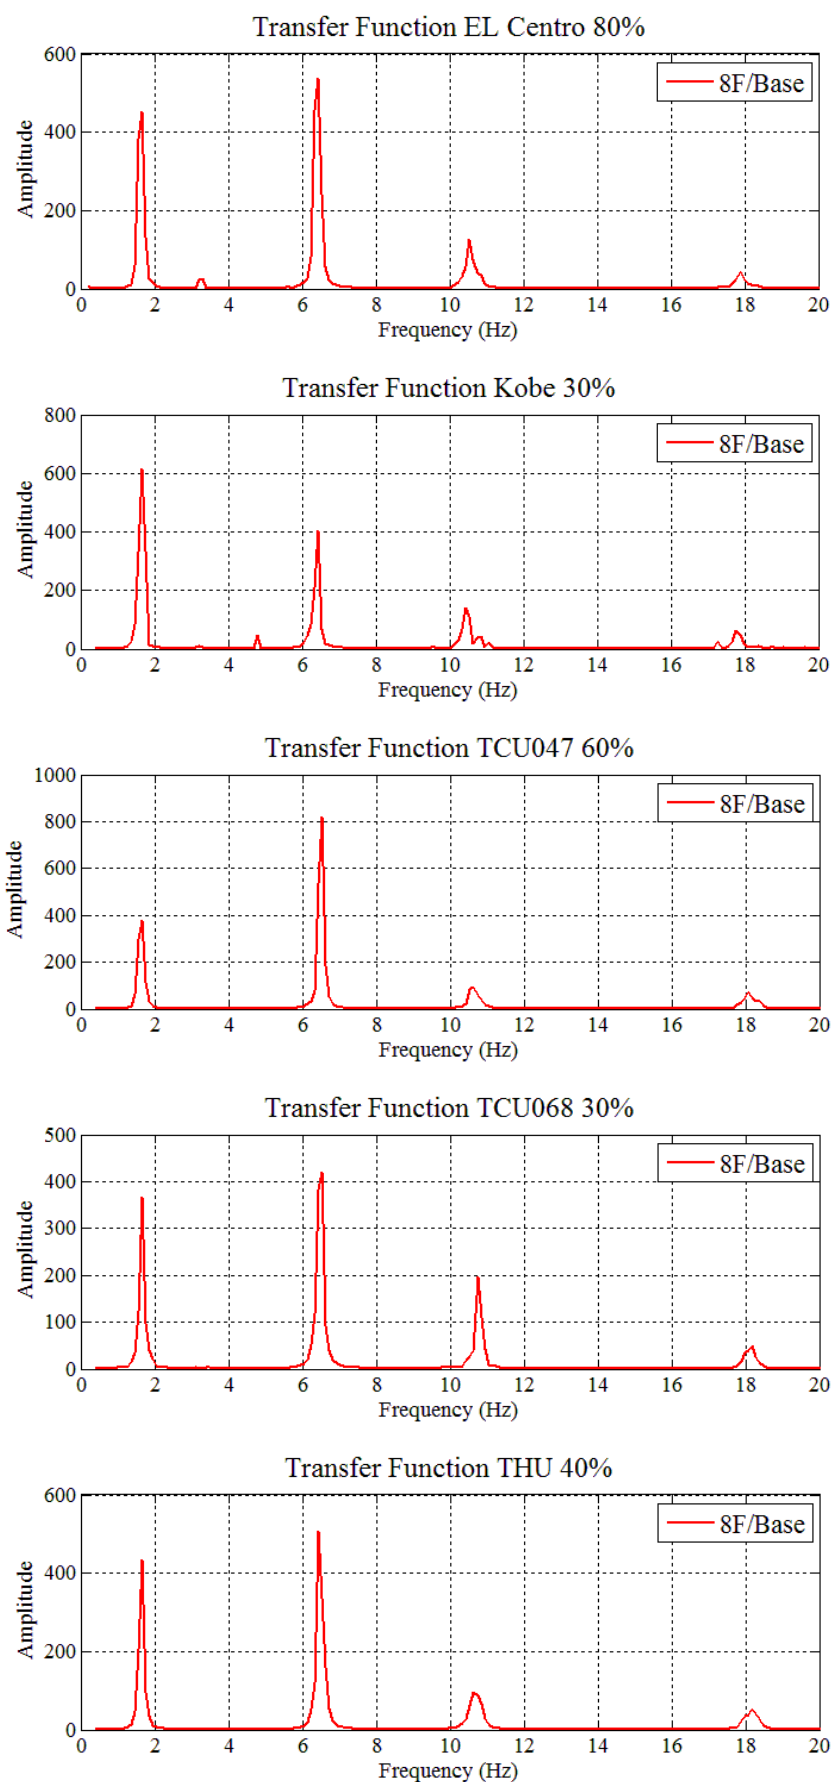 Transfer Function EL Centro 80%
600
8F/Base
400
Amplitude
200
0
0 2 4 6 8 10 12 14 16 18 20
Frequency (Hz)
Transfer Function Kobe 30%
800
8F/Base
600
Amplitude
400
200
0
0 2 4 6 8 10 12 14 16 18 20
Frequency (Hz)
Transfer Function TCU047 60%
1000
8F/Base
800
600
Amplitude
400
200
0
0 2 4 6 8 10 12 14 16 18 20
Frequency (Hz)
Transfer Function TCU068 30%
500
8F/Base
400
300
Amplitude
200
100
0
0 2 4 6 8 10 12 14 16 18 20
Frequency (Hz)
Transfer Function THU 40%
600
8F/Base
400
Amplitude
200
0
0 2 4 6 8 10 12 14 16 18 20
Frequency (Hz)